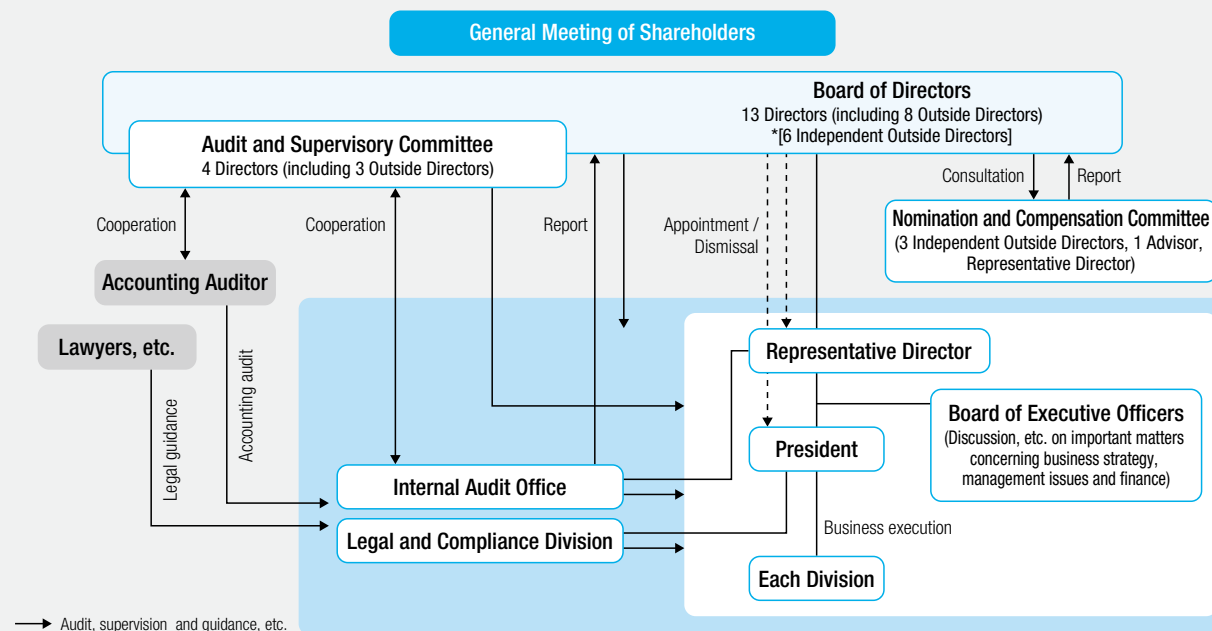 General Meeting of Shareholders
Board of Directors
13 Directors (including 8 Outside Directors)
*[6 Independent Outside Directors]
Audit and Supervisory Committee
4 Directors (including 3 Outside Directors)
Cooperation
Cooperation
Report
Appointment /
Dismissal
Consultation
Report
Nomination and Compensation Committee
(3 Independent Outside Directors, 1 Advisor,
Representative Director)
Accounting Auditor
Lawyers, etc.
Legal guidance
Accounting audit
Representative Director
Board of Executive Officers
(Discussion, etc. on important matters
concerning business strategy,
management issues and finance)
President
Internal Audit Office
Legal and Compliance Division
Business execution
Each Division
Audit, supervision and guidance, etc.